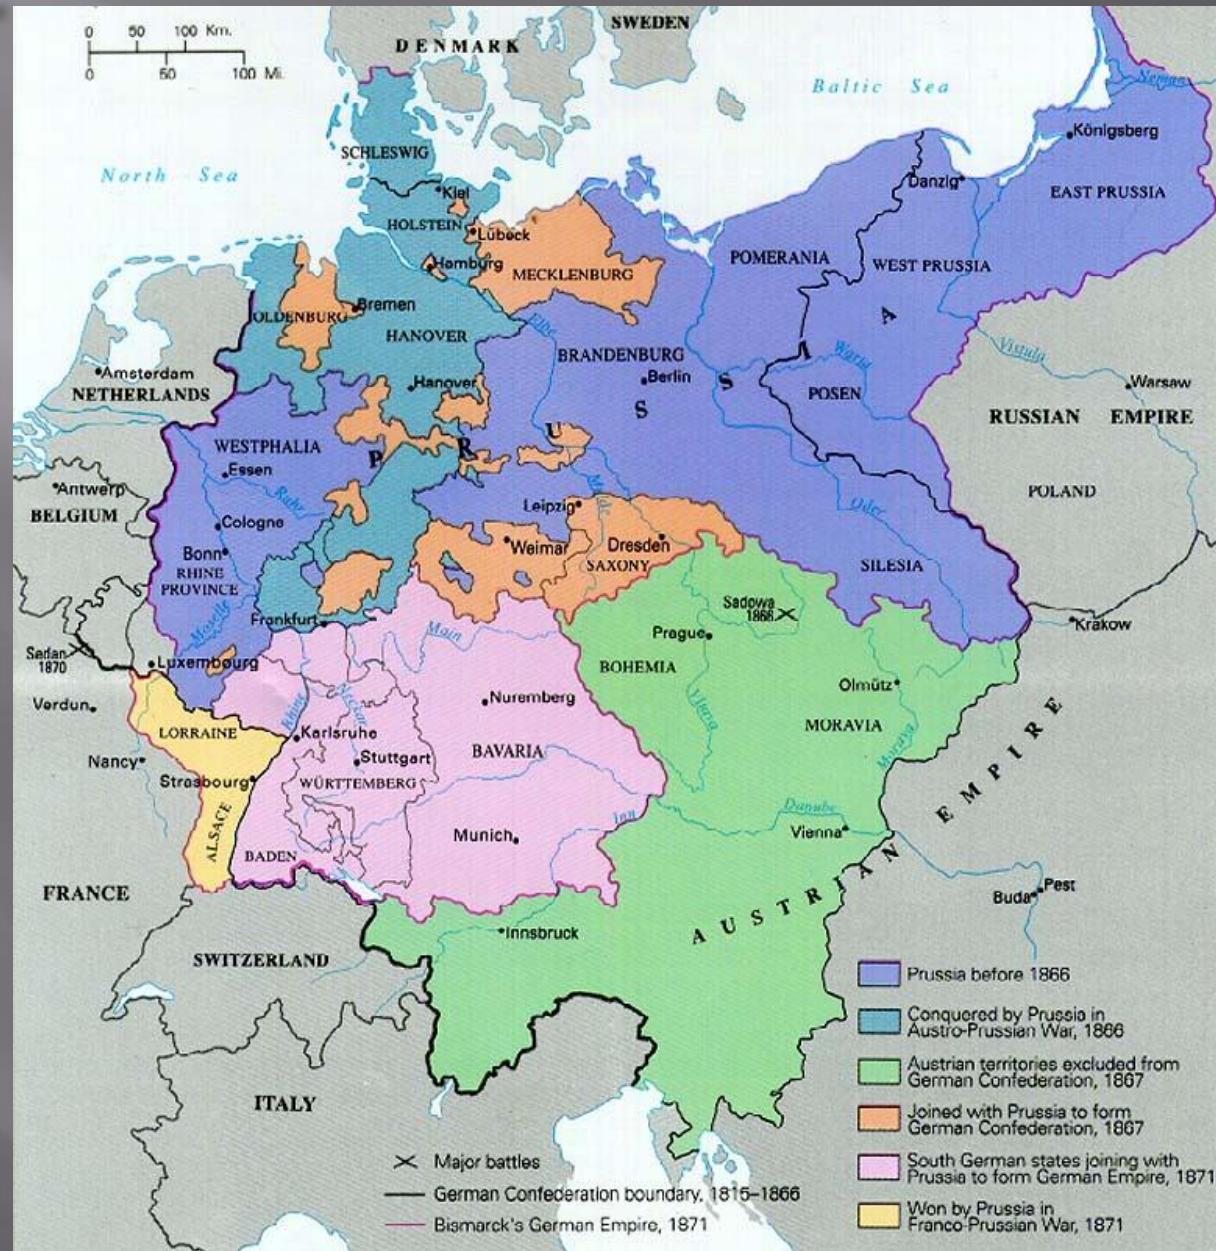 0 50 100 Km.
0 50 100 Mi.
DENMARK
SWEDEN
Baltic Sea
North Sea
Neman
Königsberg
EAST PRUSSIA
Danzig
SCHLESWIG
Kiel
HOLSTEIN
Lübeck
Hamburg
MECKLENBURG
POMERANIA
WEST PRUSSIA
Bremen
OLDENBURG
HANOVER
Elbe
BRANDENBURG
Berlin
Warta
Vistula
POSEN
Warsaw
RUSSIAN EMPIRE
POLAND
Amsterdam
NETHERLANDS
Hanover
WESTPHALIA
PRUSSIA
Essen
Ruhr
Antwerp
BELGIUM
Cologne
Bonn
RHINE
PROVINCE
Moselle
Leipzig
Weimar
Dresden
SAXONY
Oder
SILESIA
Frankfurt
Main
Sadowa
1866
Prague
BOHEMIA
Krakow
Sedan
1870
Luxembourg
Verdun
Nuremberg
Olmütz
MORAVIA
Morava
Vltava
LORRAINE
Rhine
Neckar
Karlsruhe
Stuttgart
BAVARIA
Nancy
Strasbourg
WÜRTTEMBERG
ALSACE
BADEN
Munich
Inn
Danube
Vienna
AUSTRIAN EMPIRE
FRANCE
Buda
Pest
Innsbruck
SWITZERLAND
ITALY
Prussia before 1866
Conquered by Prussia in
Austro-Prussian War, 1866
Austrian territories excluded from
German Confederation, 1867
Joined with Prussia to form
German Confederation, 1867
South German states joining with
Prussia to form German Empire, 1871
Won by Prussia in
Franco-Prussian War, 1871
Major battles
German Confederation boundary, 1815–1866
Bismarck's German Empire, 1871